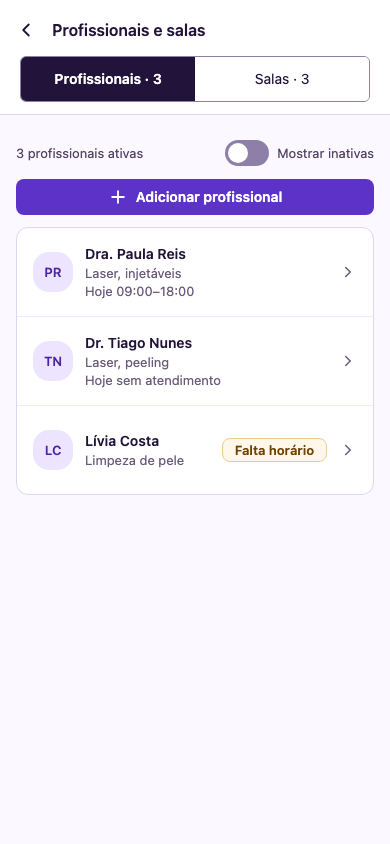 Profissionais e salas
Profissionais · 3
Salas · 3
3 profissionais ativas
Mostrar inativas
Adicionar profissional
PR
Dra. Paula Reis
Laser, injetáveis
Hoje 09:00–18:00
TN
Dr. Tiago Nunes
Laser, peeling
Hoje sem atendimento
LC
Lívia Costa
Limpeza de pele
Falta horário